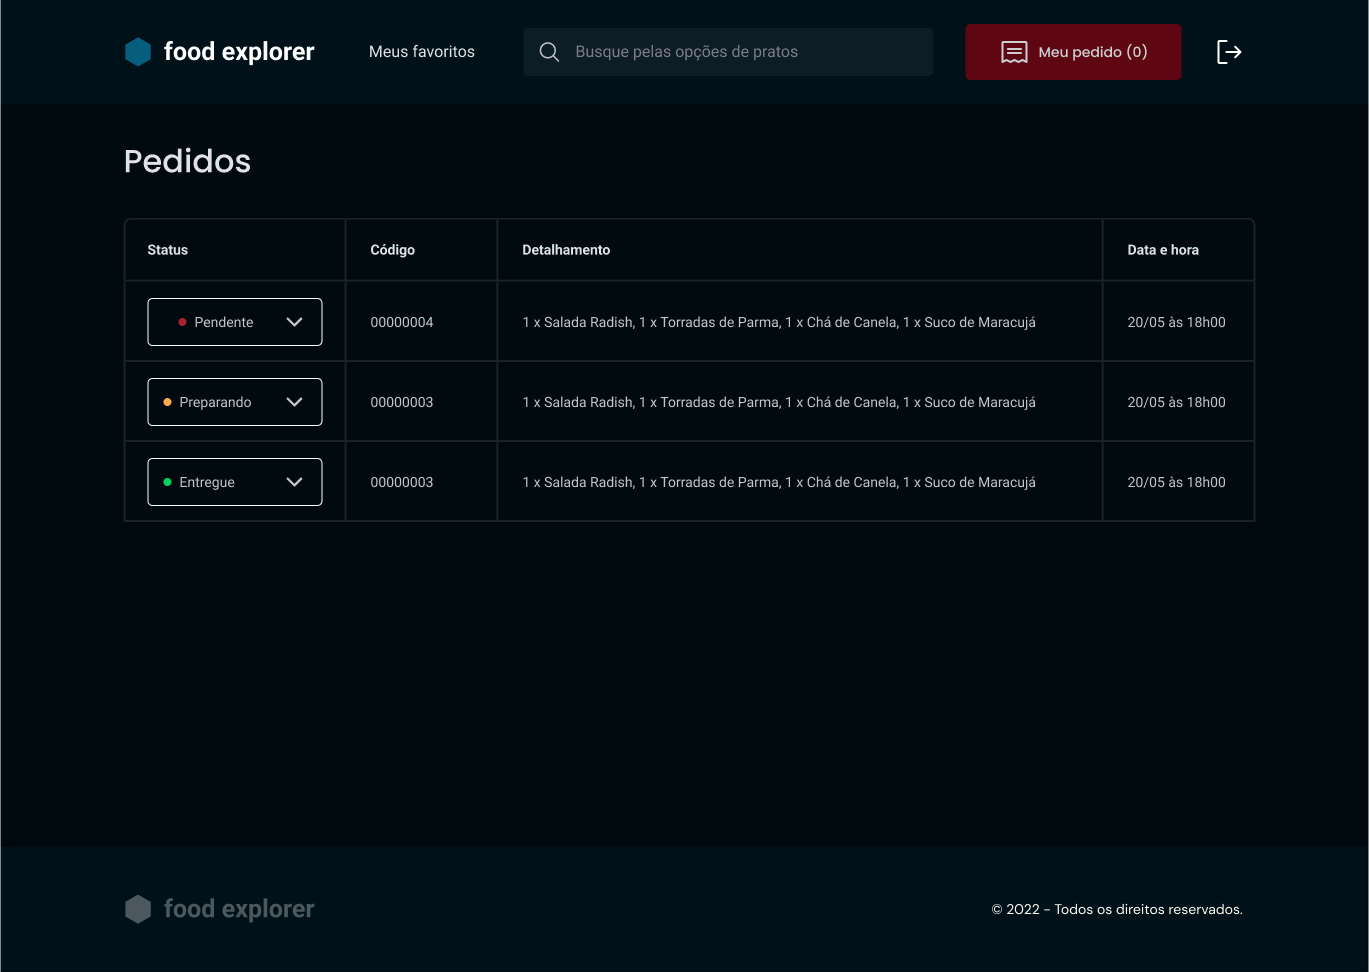 food explorer Meus favoritos Busque pelas opções de pratos Meu pedido (0)
Pedidos
Status Código Detalhamento Data e hora
Pendente 00000004 1 x Salada Radish, 1 x Torradas de Parma, 1 x Chá de Canela, 1 x Suco de Maracujá 20/05 às 18h00
Preparando 00000003 1 x Salada Radish, 1 x Torradas de Parma, 1 x Chá de Canela, 1 x Suco de Maracujá 20/05 às 18h00
Entregue 00000003 1 x Salada Radish, 1 x Torradas de Parma, 1 x Chá de Canela, 1 x Suco de Maracujá 20/05 às 18h00
food explorer © 2022 - Todos os direitos reservados.